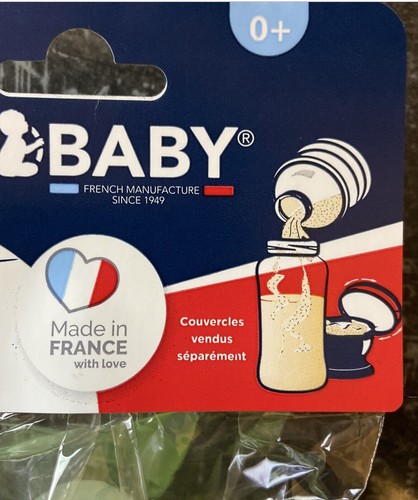 0+
BABY®
FRENCH MANUFACTURE
SINCE 1949
Made in
FRANCE
with love
Couvercles
vendus
séparément